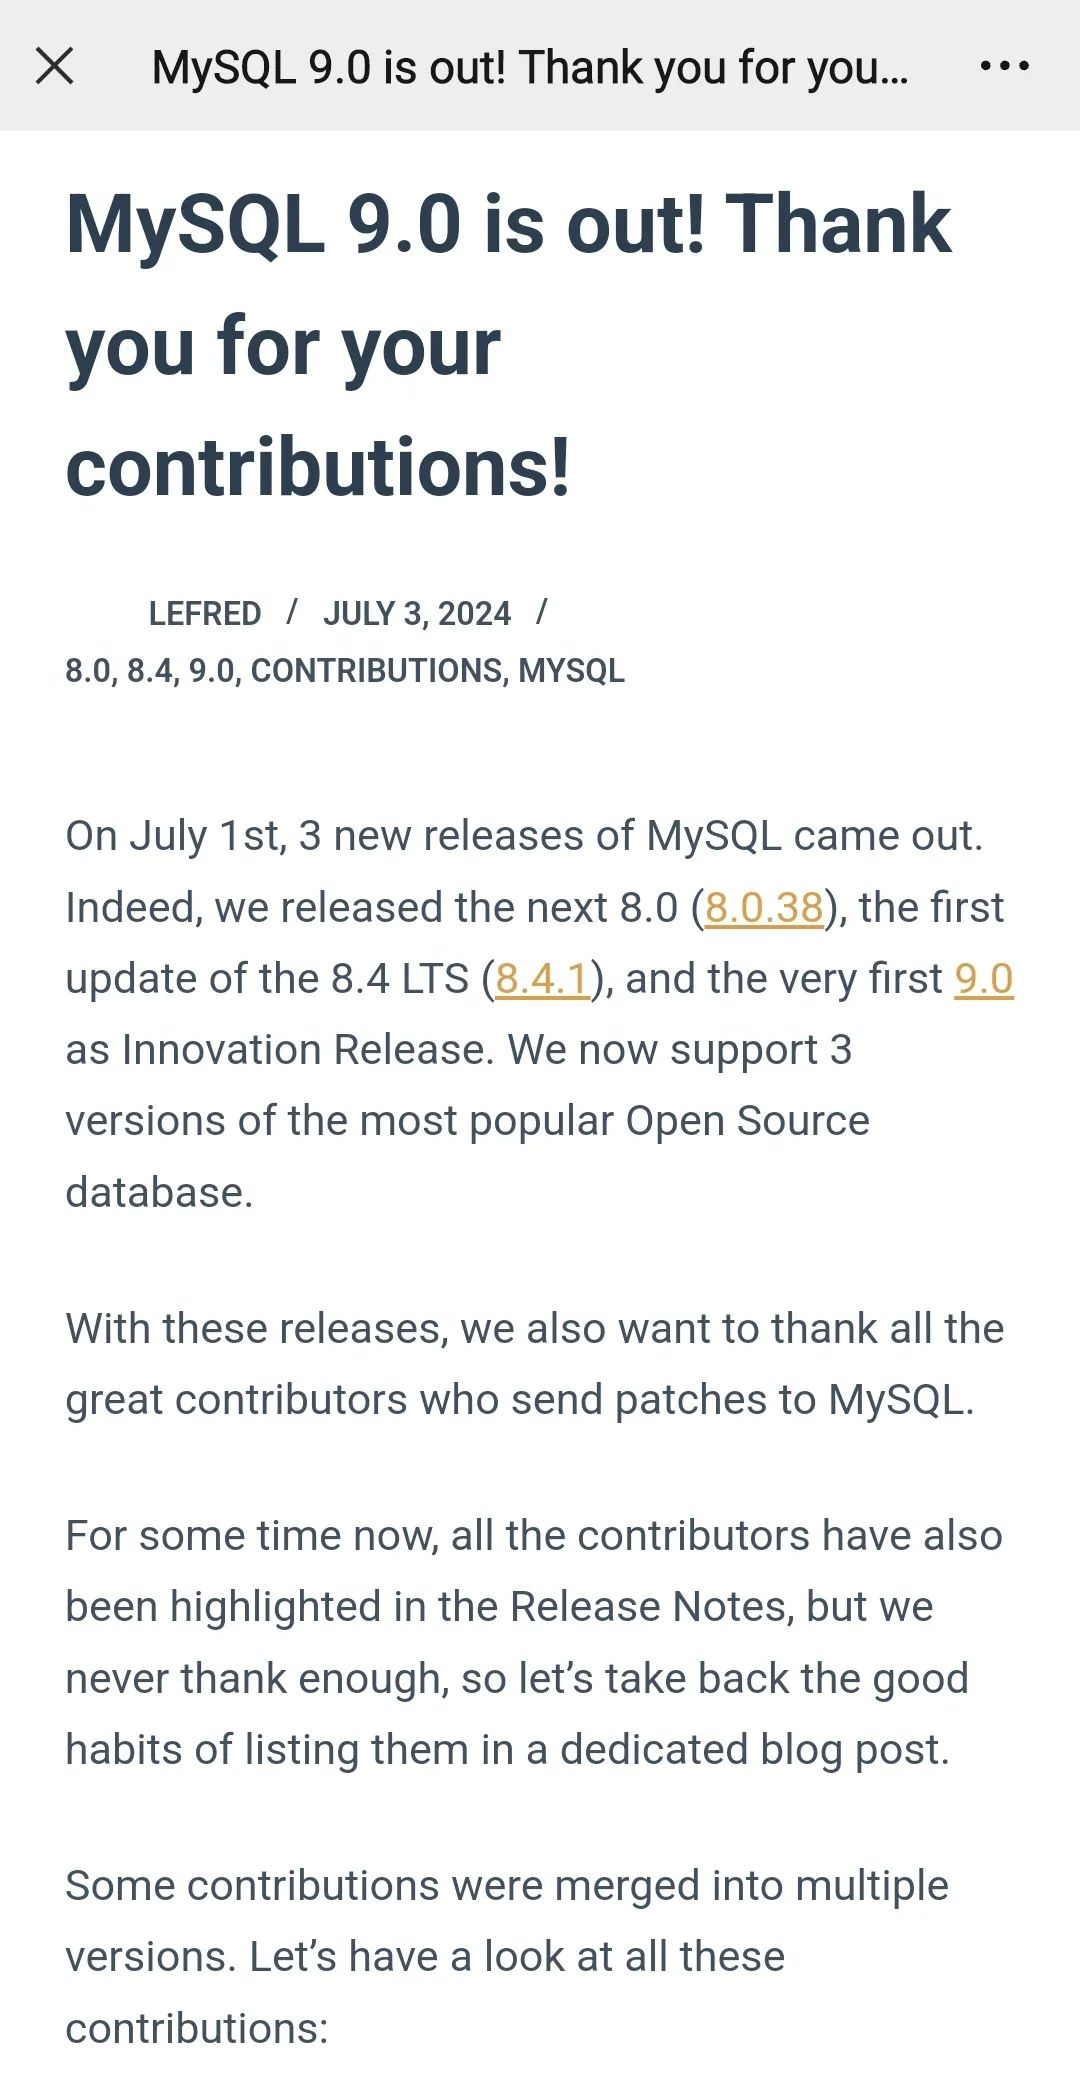 MySQL 9.0 is out! Thank you for you...
MySQL 9.0 is out! Thank
you for your
contributions!
LEFRED / JULY 3, 2024 /
8.0, 8.4, 9.0, CONTRIBUTIONS, MYSQL
On July 1st, 3 new releases of MySQL came out.
Indeed, we released the next 8.0 (8.0.38), the first
update of the 8.4 LTS (8.4.1), and the very first 9.0
as Innovation Release. We now support 3
versions of the most popular Open Source
database.
With these releases, we also want to thank all the
great contributors who send patches to MySQL.
For some time now, all the contributors have also
been highlighted in the Release Notes, but we
never thank enough, so let’s take back the good
habits of listing them in a dedicated blog post.
Some contributions were merged into multiple
versions. Let’s have a look at all these
contributions: